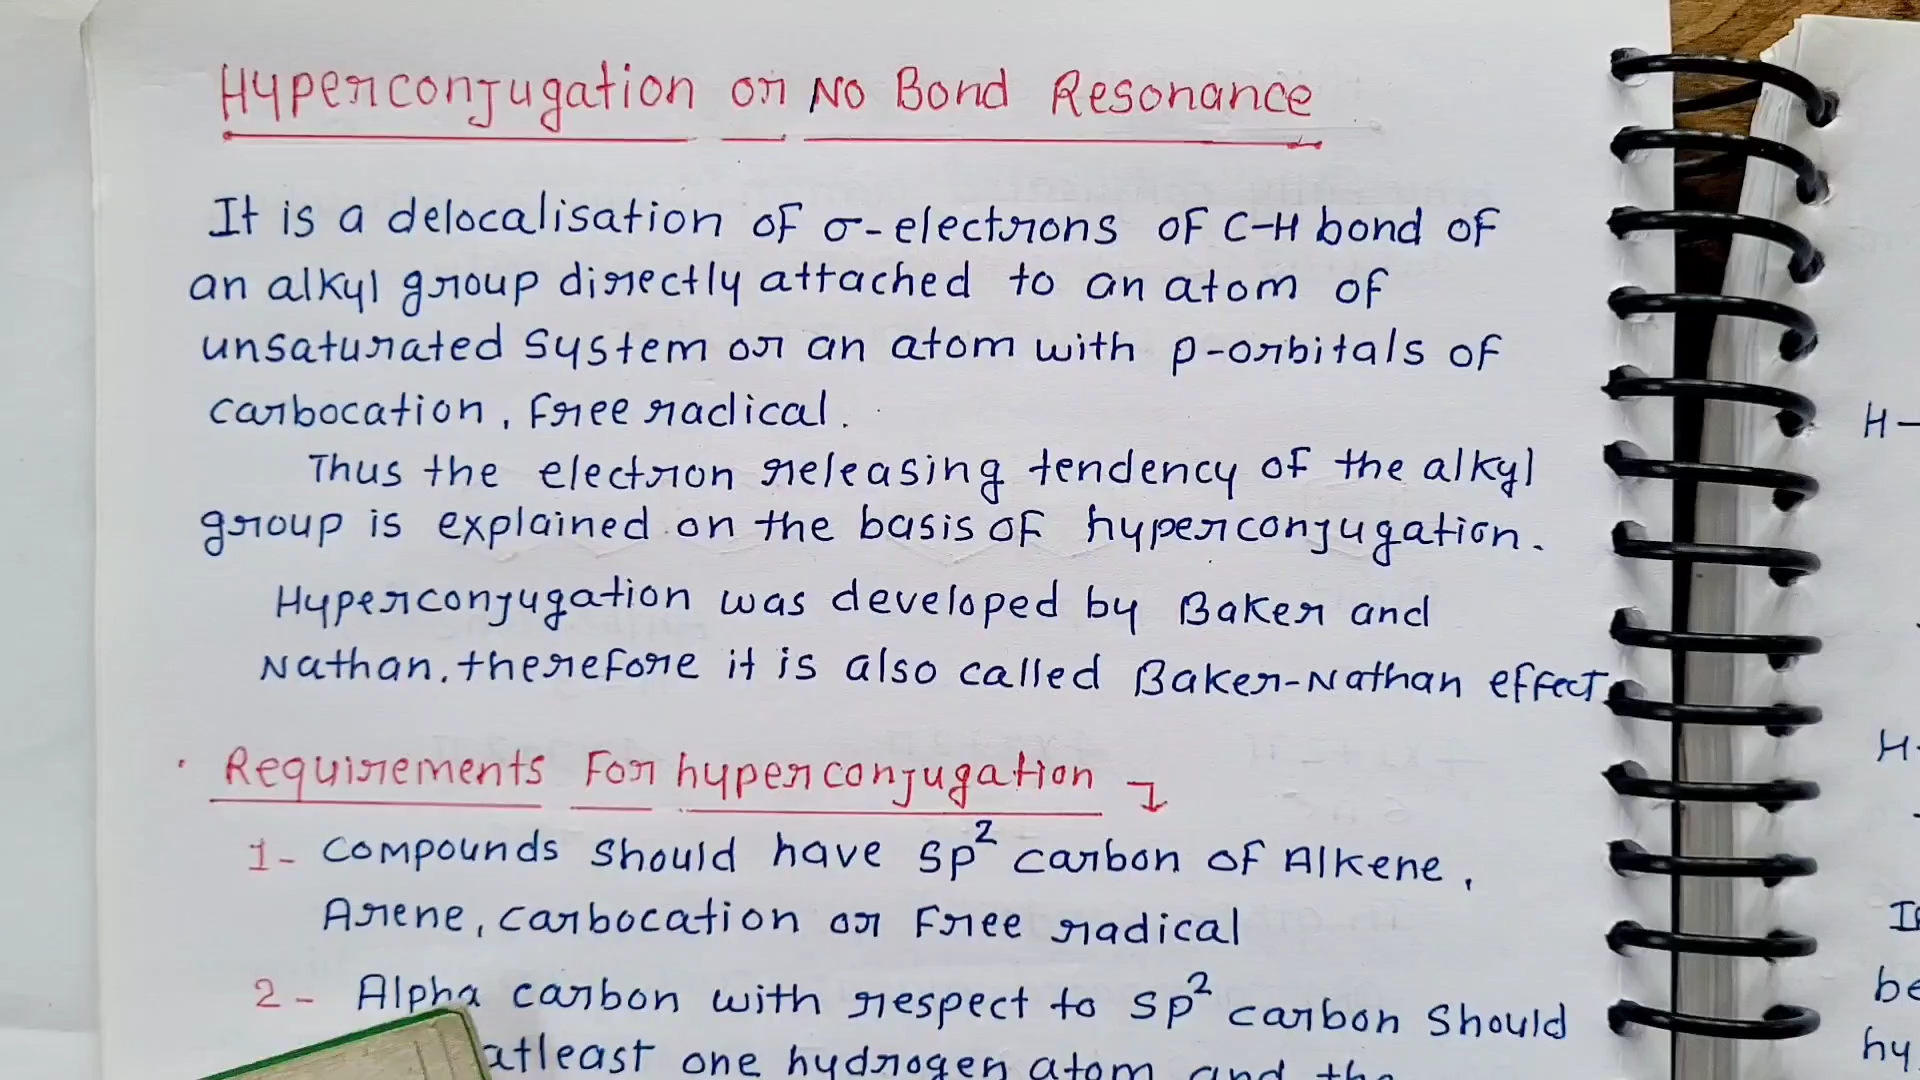 Hyperconjugation or No Bond Resonance
It is a delocalisation of σ-electrons of C-H bond of
an alkyl group directly attached to an atom of
unsaturated system or an atom with p-orbitals of
carbocation, free radical.
Thus the electron releasing tendency of the alkyl
group is explained on the basis of hyperconjugation.
Hyperconjugation was developed by Baker and
Nathan. therefore it is also called Baker-Nathan effect.
Requirements for hyperconjugation
1- Compounds should have sp² carbon of Alkene,
Arene, carbocation or free radical
2- Alpha carbon with respect to sp² carbon should
atleast one hydrogen atom and the
H-
H-
be
hy